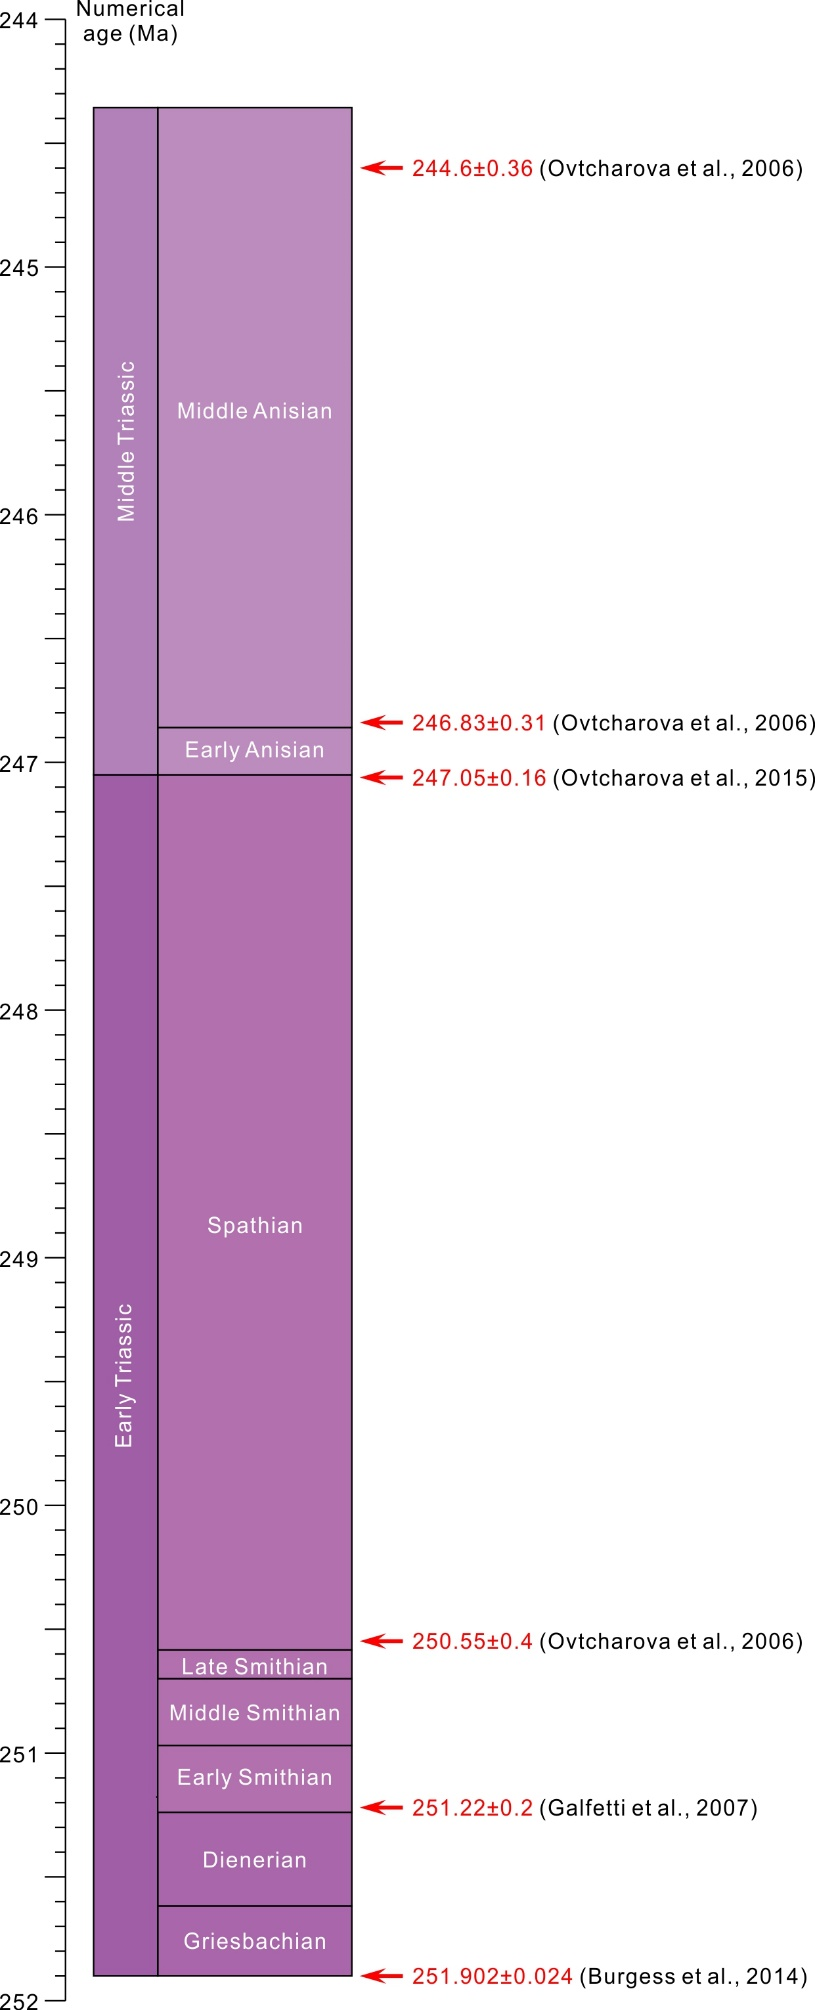 Numerical
age (Ma)
244
244.6±0.36 (Ovtcharova et al., 2006)
245
Middle Triassic
Middle Anisian
246
246.83±0.31 (Ovtcharova et al., 2006)
Early Anisian
247
247.05±0.16 (Ovtcharova et al., 2015)
248
Spathian
249
Early Triassic
250
250.55±0.4 (Ovtcharova et al., 2006)
Late Smithian
Middle Smithian
251
Early Smithian
251.22±0.2 (Galfetti et al., 2007)
Dienerian
Griesbachian
251.902±0.024 (Burgess et al., 2014)
252